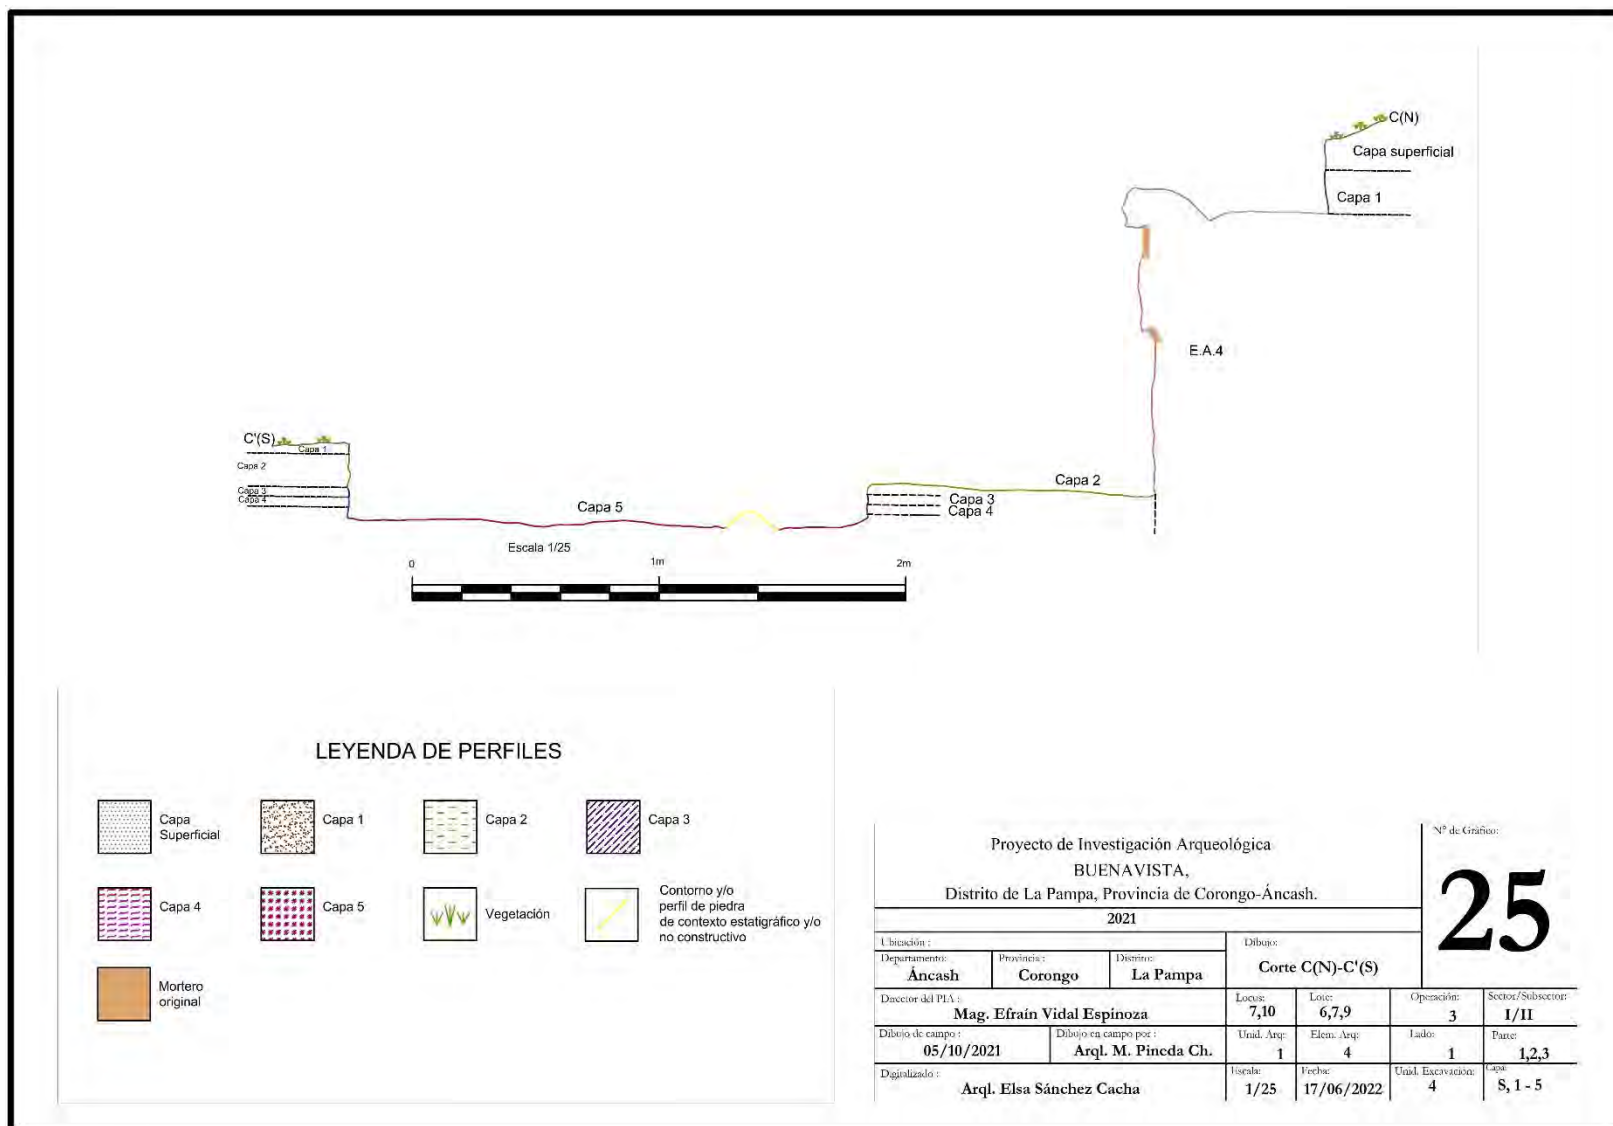 C(N)
Capa superficial
Capa 1
E.A.4
C'(S)
Capa 1
Capa 2
Capa 3
Capa 4
Capa 5
Capa 2
Capa 3
Capa 4
Escala 1/25
0 1m 2m
LEYENDA DE PERFILES
Capa
Superficial
Capa 1
Capa 2
Capa 3
Capa 4
Capa 5
Vegetación
Contorno y/o
perfil de piedra
de contexto estatigráfico y/o
no constructivo
Mortero
original
Proyecto de Investigación Arqueológica
BUENAVISTA,
Distrito de La Pampa, Provincia de Corongo-Áncash.
2021
N° de Gráfico:
25
Ubicación :
Departamento: Provincia : Distrito:
Áncash Corongo La Pampa
Dibujo:
Corte C(N)-C'(S)
Director del PIA :
Mag. Efraín Vidal Espinoza
Locus: Lote: Operación: Sector/Subsector:
7,10 6,7,9 3 I/II
Dibujo de campo : Dibujo en campo por :
05/10/2021 Arql. M. Pineda Ch.
Unid. Arq: Elem. Arq: Lado: Parte:
1 4 1 1,2,3
Digitalizado :
Arql. Elsa Sánchez Cacha
Escala: Fecha: Unid. Excavación: Capa:
1/25 17/06/2022 4 S, 1 - 5